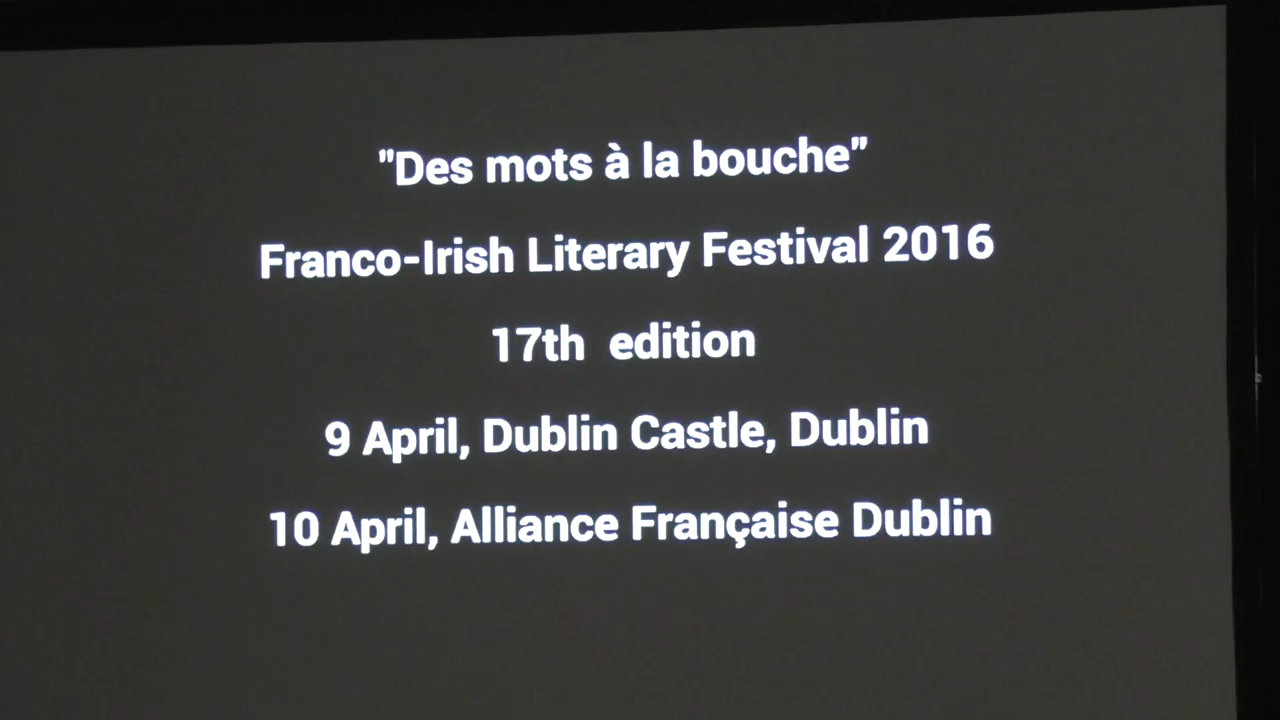 "Des mots à la bouche”
Franco-Irish Literary Festival 2016
17th edition
9 April, Dublin Castle, Dublin
10 April, Alliance Française Dublin